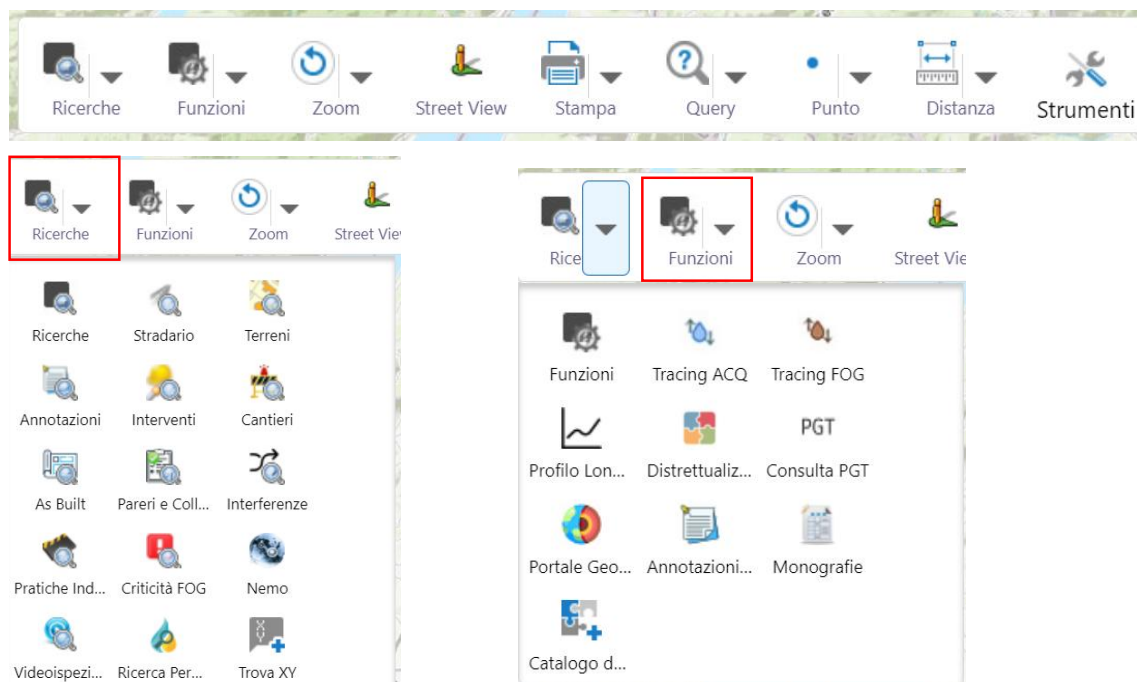 Ricerche Funzioni Zoom Street View Stampa Query Punto Distanza Strumenti
Ricerche Funzioni Zoom Street Vie
Ricerche Stradario Terreni
Annotazioni Interventi Cantieri
As Built Pareri e Coll... Interferenze
Pratiche Ind... Criticità FOG Nemo
Videoispezi... Ricerca Per... Trova XY
Rice Funzioni Zoom Street Vie
Funzioni Tracing ACQ Tracing FOG
PGT
Profilo Lon... Distrettualiz... Consulta PGT
Portale Geo... Annotazioni... Monografie
Catalogo d...